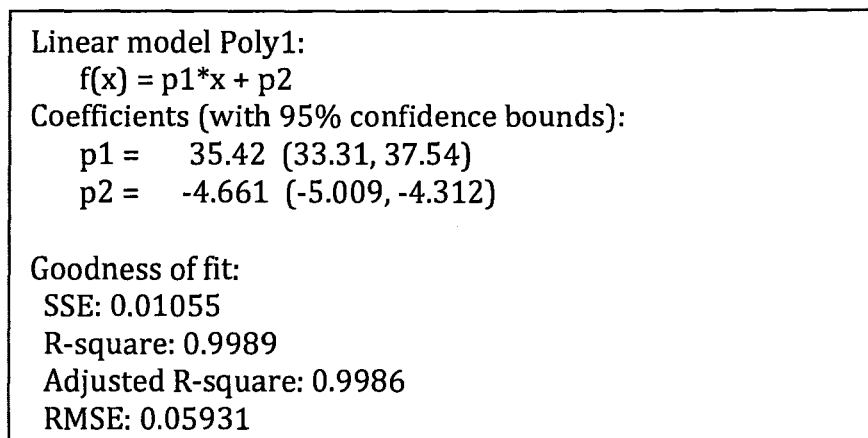 Linear model Poly1:
f(x) = p1*x + p2
Coefficients (with 95% confidence bounds):
p1 = 35.42 (33.31, 37.54)
p2 = -4.661 (-5.009, -4.312)
Goodness of fit:
SSE: 0.01055
R-square: 0.9989
Adjusted R-square: 0.9986
RMSE: 0.05931